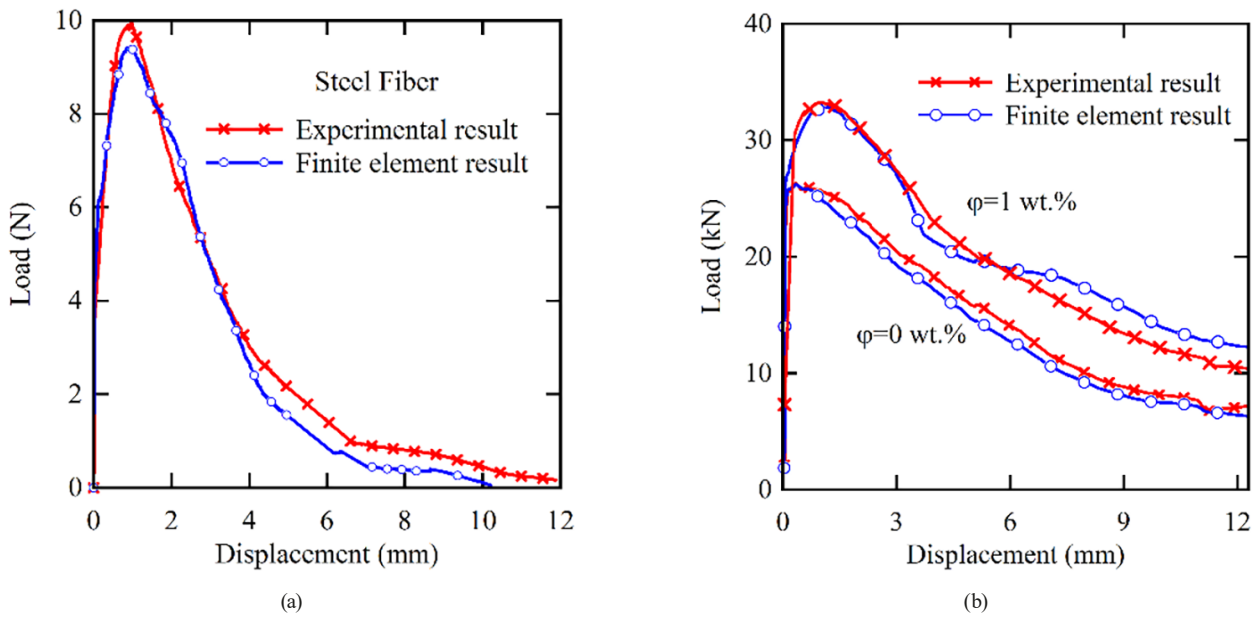 10
8
6
4
2
0
Load (N)
Steel Fiber
Experimental result
Finite element result
0 2 4 6 8 10 12
Displacement (mm)
(a)
40
30
20
10
0
Load (kN)
Experimental result
Finite element result
φ=1 wt.%
φ=0 wt.%
0 3 6 9 12
Displacement (mm)
(b)